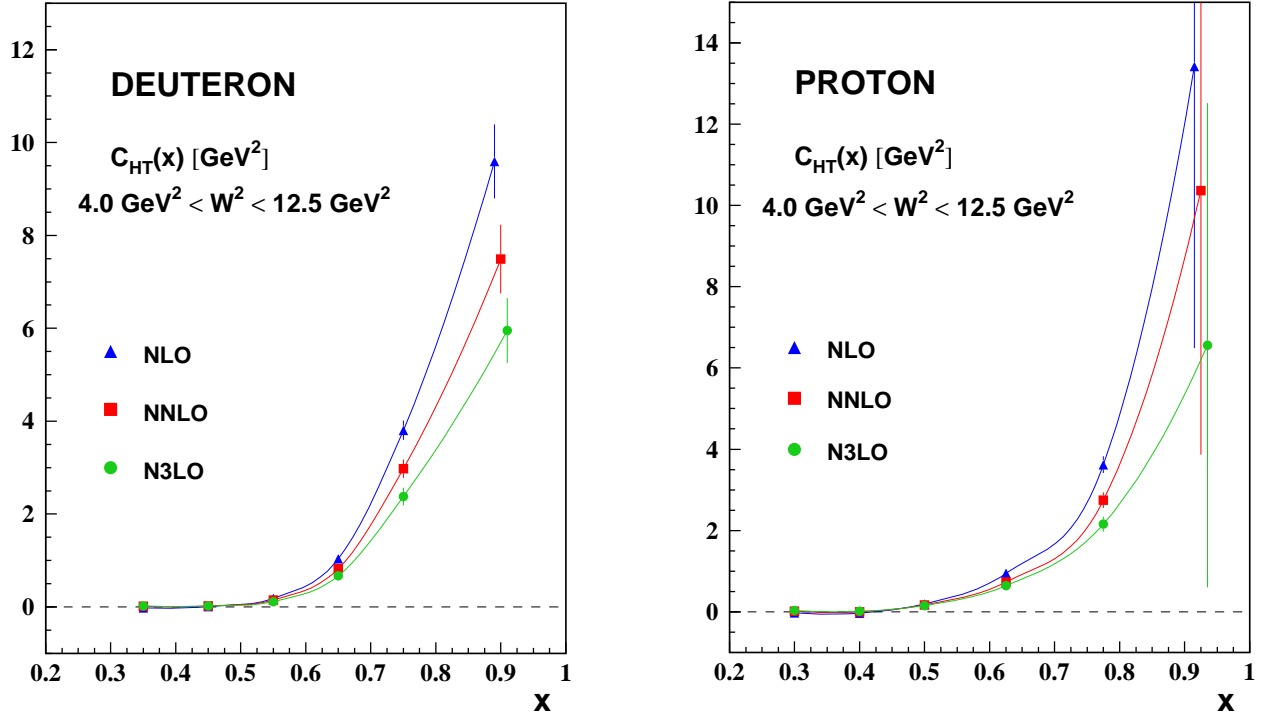 DEUTERON
C_HT(x) [GeV²]
4.0 GeV² < W² < 12.5 GeV²
NLO
NNLO
N3LO
12
10
8
6
4
2
0
0.2 0.3 0.4 0.5 0.6 0.7 0.8 0.9 1
x
PROTON
C_HT(x) [GeV²]
4.0 GeV² < W² < 12.5 GeV²
NLO
NNLO
N3LO
14
12
10
8
6
4
2
0
0.2 0.3 0.4 0.5 0.6 0.7 0.8 0.9 1
x